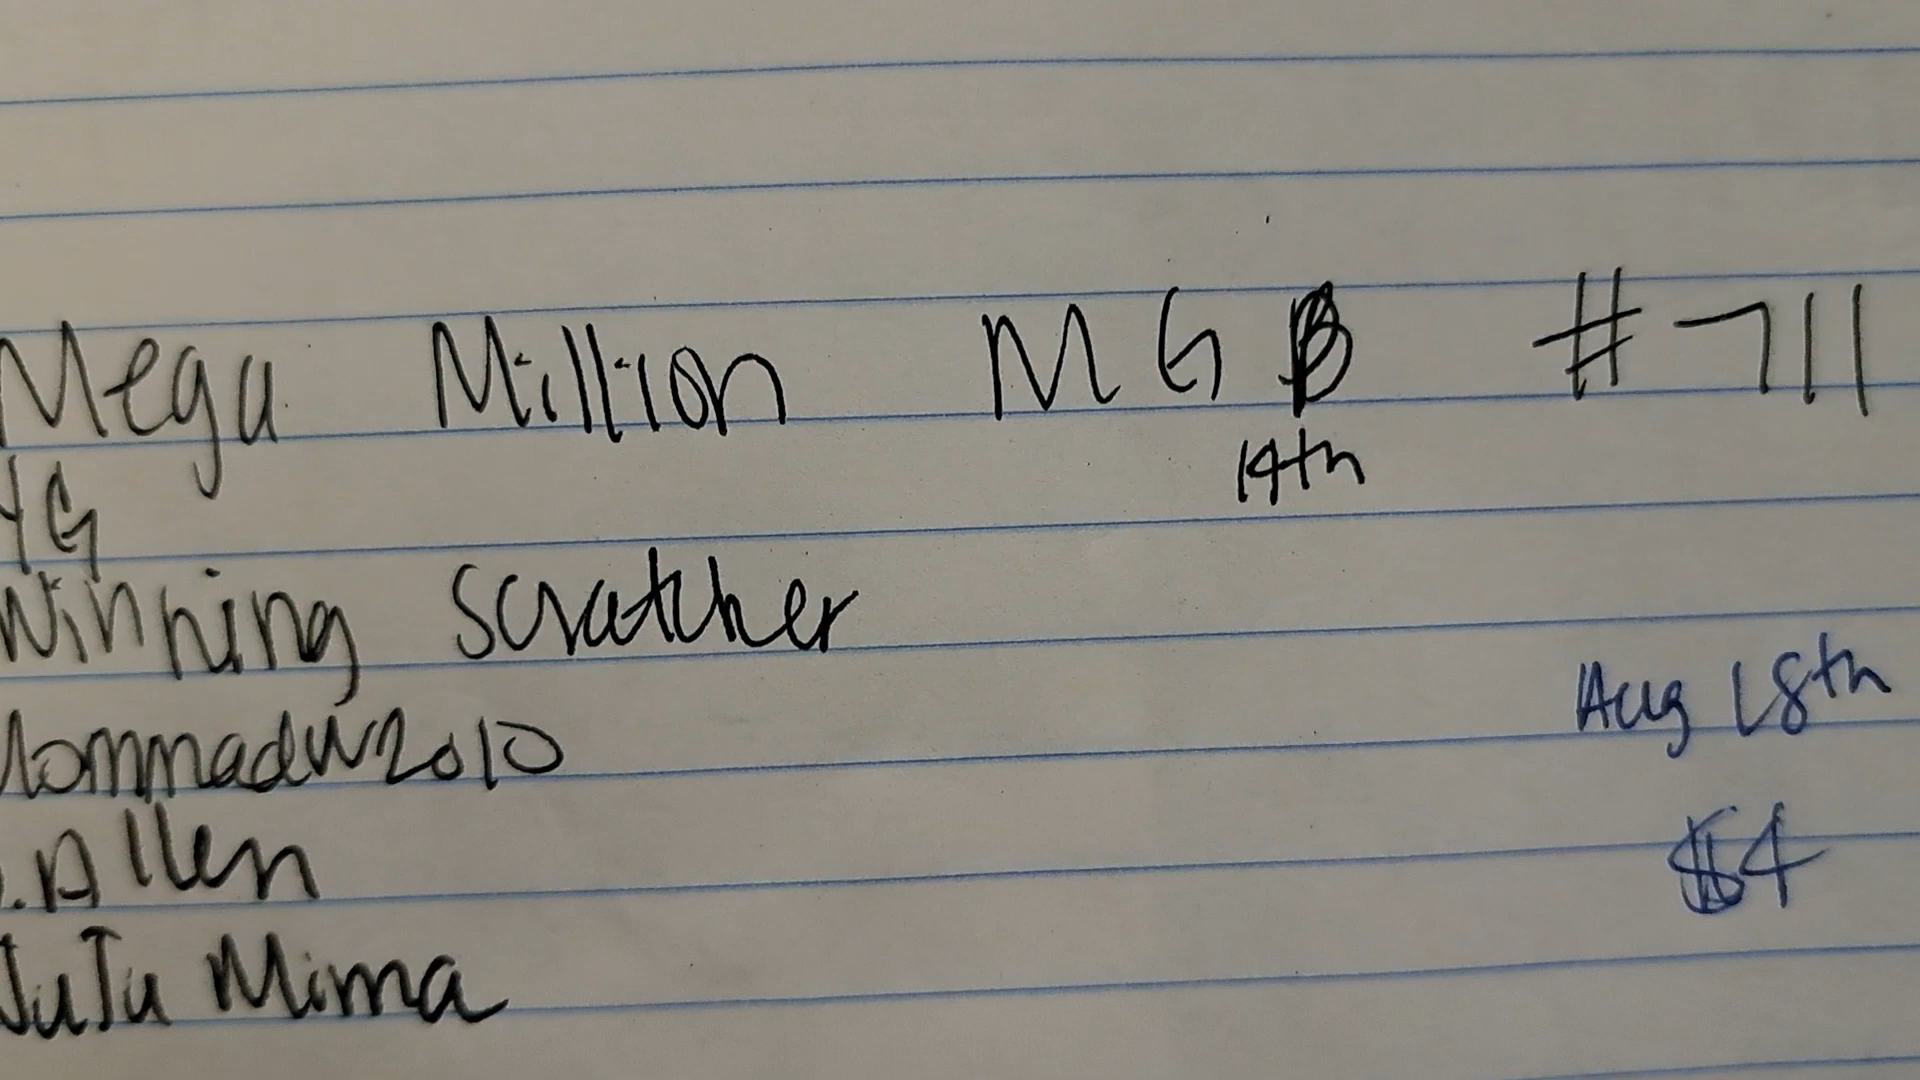 Mega Million MGB #711
14th
YG
Winning Scratcher
Aug 18th
Mommadw2010
.Allen
$4
JuJu Mima